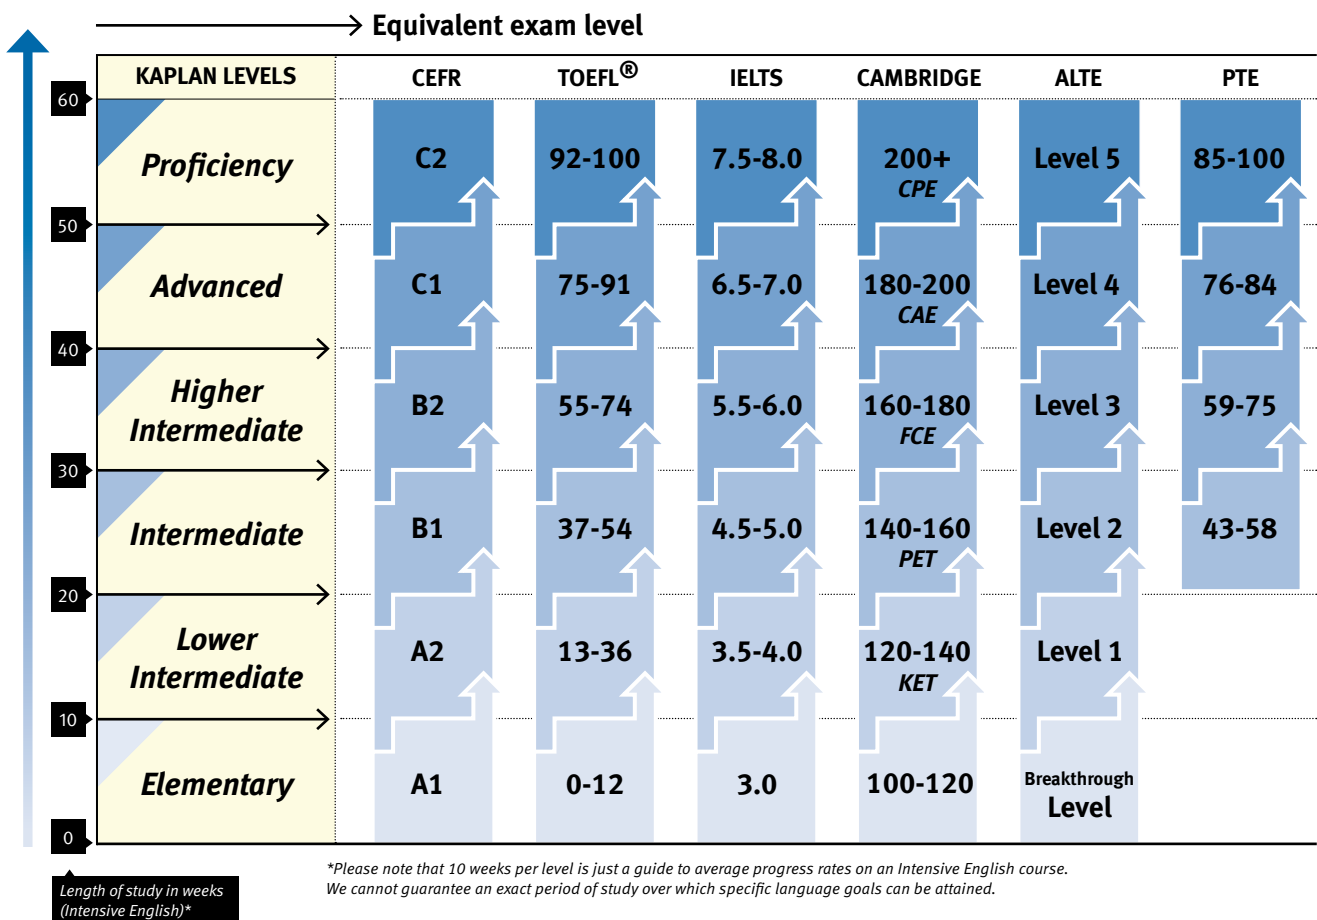 Equivalent exam level
KAPLAN LEVELS CEFR TOEFL® IELTS CAMBRIDGE ALTE PTE
60
Proficiency C2 92-100 7.5-8.0 200+ Level 5 85-100
CPE
50
Advanced C1 75-91 6.5-7.0 180-200 Level 4 76-84
CAE
40
Higher
Intermediate B2 55-74 5.5-6.0 160-180 Level 3 59-75
FCE
30
Intermediate B1 37-54 4.5-5.0 140-160 Level 2 43-58
PET
20
Lower
Intermediate A2 13-36 3.5-4.0 120-140 Level 1
KET
10
Elementary A1 0-12 3.0 100-120 Breakthrough
Level
0
Length of study in weeks
(Intensive English)*
*Please note that 10 weeks per level is just a guide to average progress rates on an Intensive English course.
We cannot guarantee an exact period of study over which specific language goals can be attained.